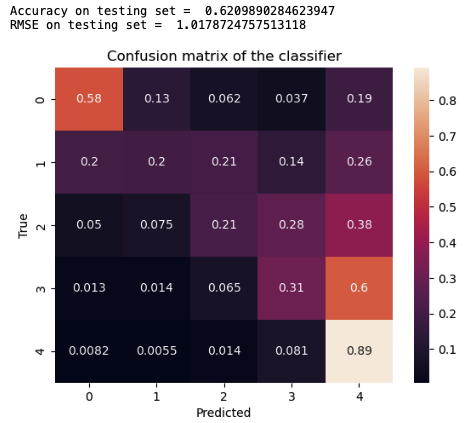 Accuracy on testing set =  0.6209890284623947
RMSE on testing set =  1.0178724757513118
Confusion matrix of the classifier
0 0.58 0.13 0.062 0.037 0.19 0.8
0.7
1 0.2 0.2 0.21 0.14 0.26 0.6
True 2 0.05 0.075 0.21 0.28 0.38 0.5
0.4
3 0.013 0.014 0.065 0.31 0.6 0.3
0.2
4 0.0082 0.0055 0.014 0.081 0.89 0.1
0 1 2 3 4
Predicted